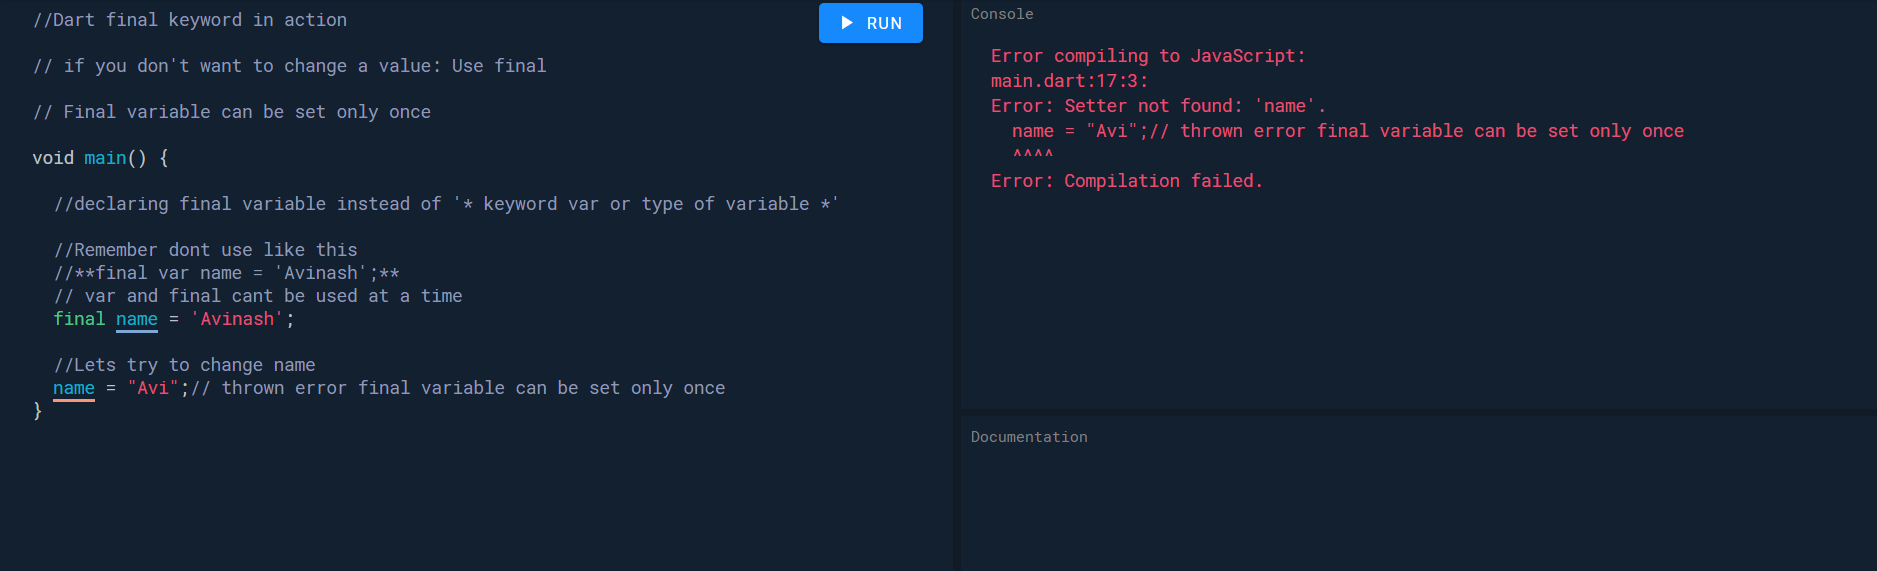 //Dart final keyword in action
RUN
// if you don't want to change a value: Use final
// Final variable can be set only once
void main() {
//declaring final variable instead of '* keyword var or type of variable *'
//Remember dont use like this
//**final var name = 'Avinash';**
// var and final cant be used at a time
final name = 'Avinash';
//Lets try to change name
name = "Avi";// thrown error final variable can be set only once
}
Console
Error compiling to JavaScript:
main.dart:17:3:
Error: Setter not found: 'name'.
name = "Avi";// thrown error final variable can be set only once
^^^^
Error: Compilation failed.
Documentation